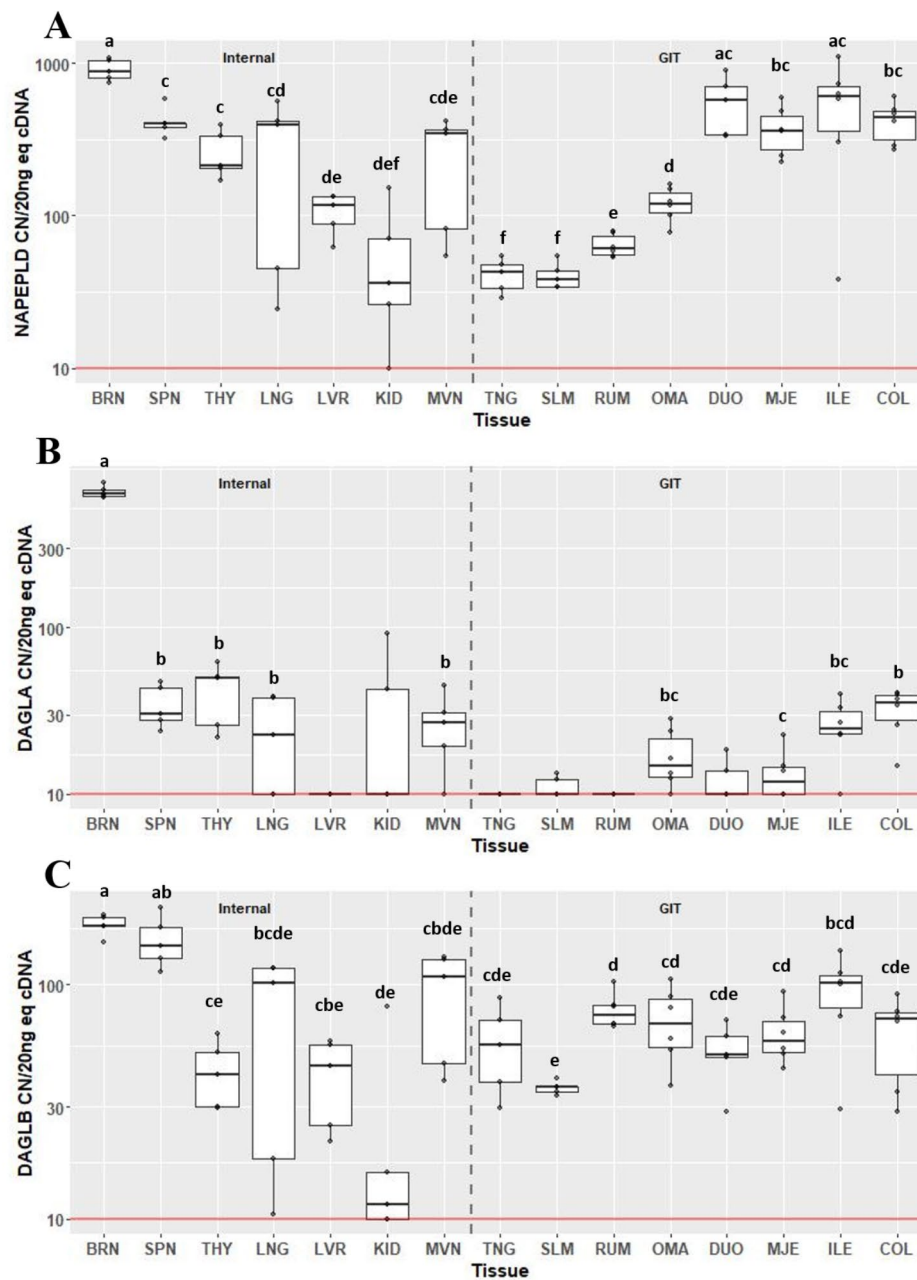 A
Internal
GIT
a
c
c
cd
de
def
cde
f
f
e
d
ac
bc
ac
bc
NAPEPLD CN/20ng eq cDNA
1000
100
10
BRN SPN THY LNG LVR KID MVN TNG SLM RUM OMA DUO MJE ILE COL
Tissue
B
Internal
GIT
a
b
b
b
b
bc
c
bc
b
DAGLA CN/20ng eq cDNA
300
100
30
10
BRN SPN THY LNG LVR KID MVN TNG SLM RUM OMA DUO MJE ILE COL
Tissue
C
Internal
GIT
a
ab
ce
bcde
cbe
de
cbde
cde
e
d
cd
cde
cd
bcd
cde
DAGLB CN/20ng eq cDNA
100
30
10
BRN SPN THY LNG LVR KID MVN TNG SLM RUM OMA DUO MJE ILE COL
Tissue